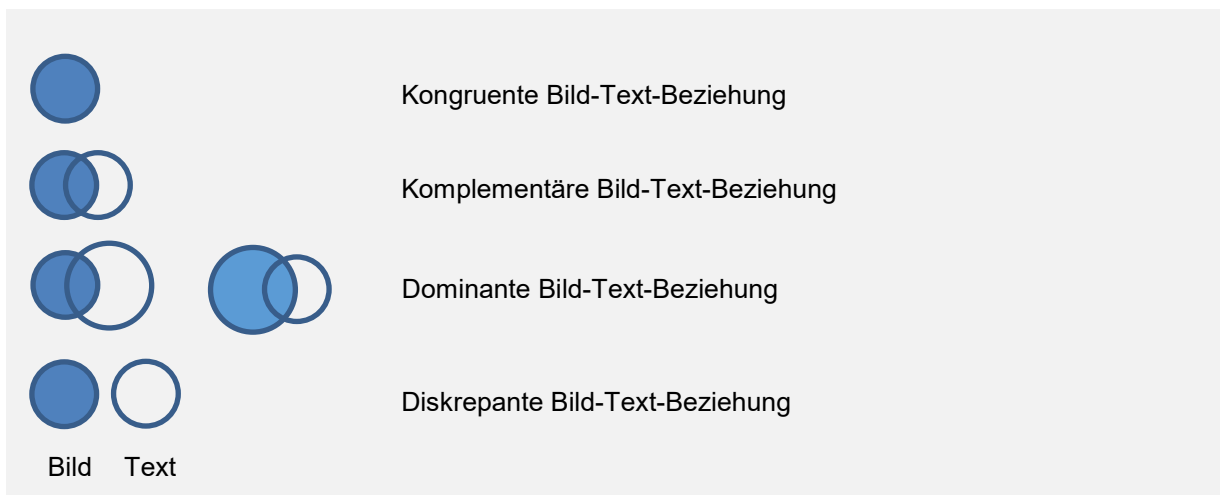 Kongruente Bild-Text-Beziehung
Komplementäre Bild-Text-Beziehung
Dominante Bild-Text-Beziehung
Diskrepante Bild-Text-Beziehung
Bild Text